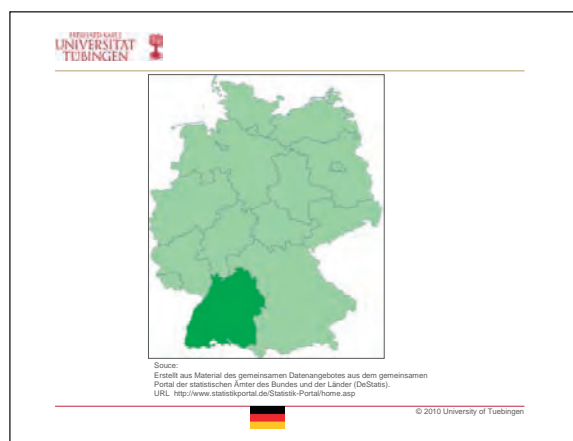 EBERHARD KARLS
UNIVERSITÄT
TÜBINGEN
Souce:
Erstellt aus Material des gemeinsamen Datenangebotes aus dem gemeinsamen
Portal der statistischen Ämter des Bundes und der Länder (DeStatis).
URL http://www.statistikportal.de/Statistik-Portal/home.asp
© 2010 University of Tuebingen